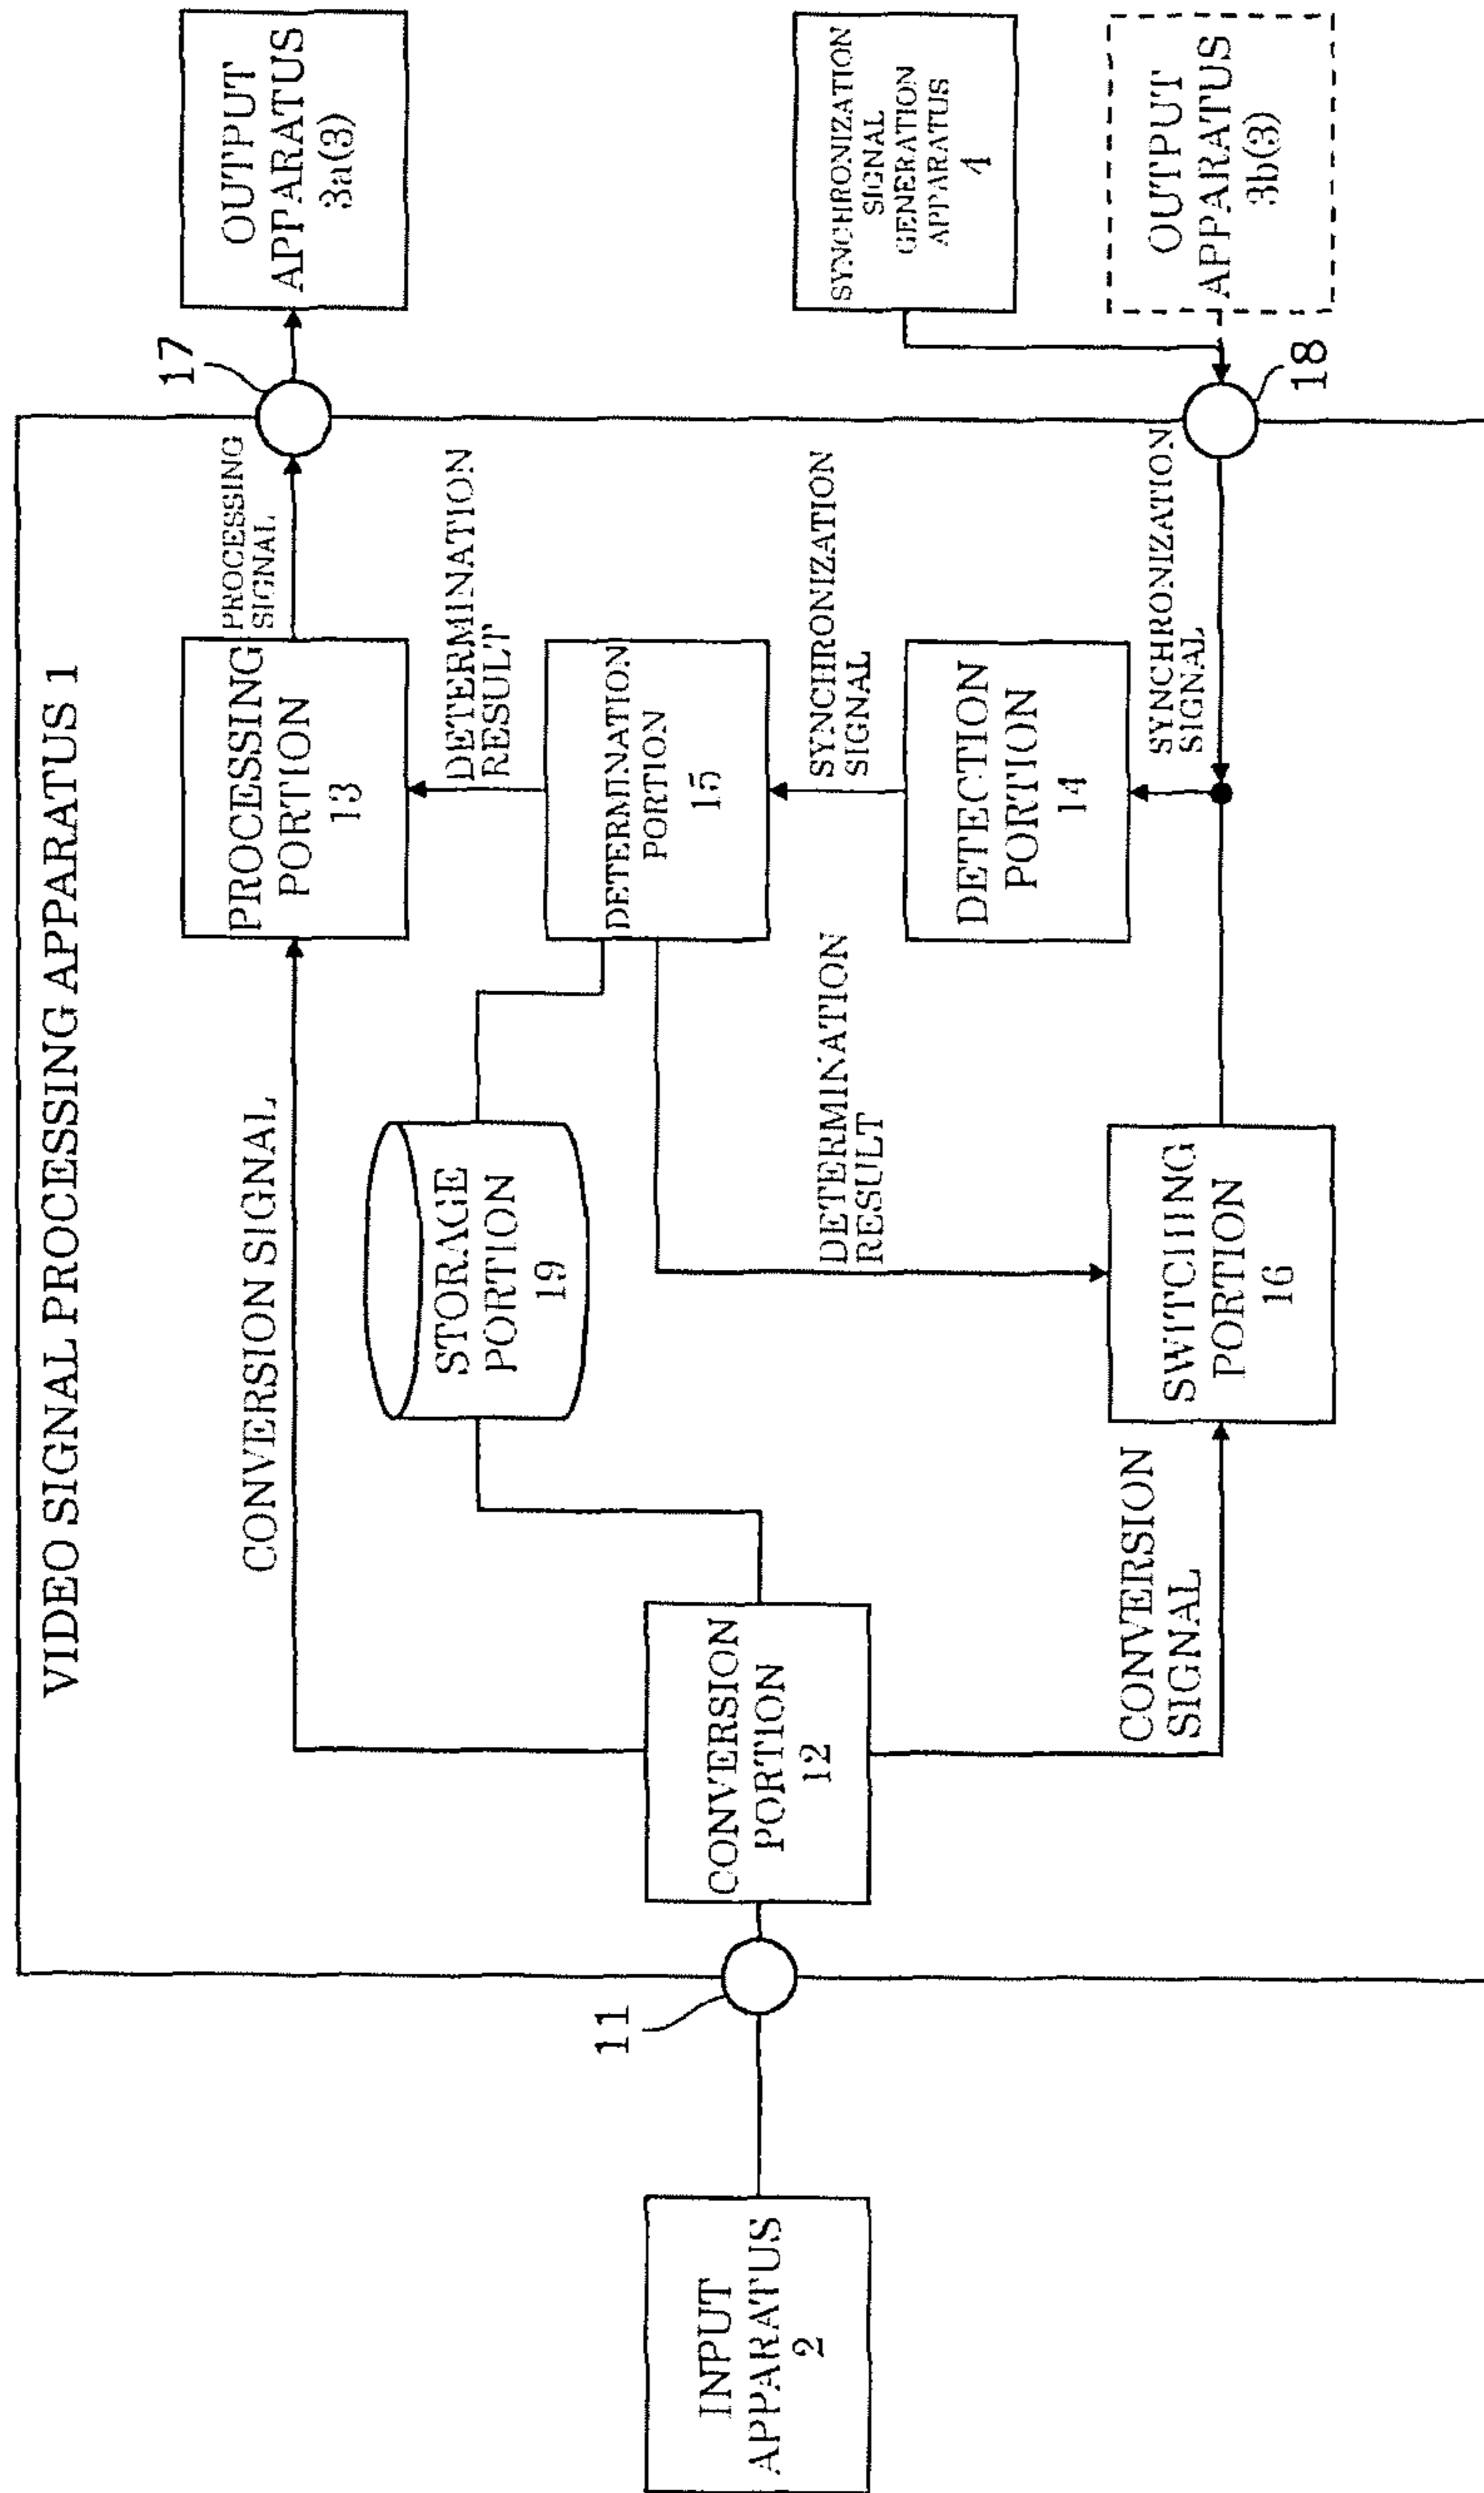 VIDEO SIGNAL PROCESSING APPARATUS 1
INPUT
APPARATUS
2
11
CONVERSION
PORTION
12
CONVERSION SIGNAL
CONVERSION
SIGNAL
STORAGE
PORTION
19
SWITCHING
PORTION
16
DETERMINATION
RESULT
PROCESSING
PORTION
13
DETERMINATION
RESULT
DETERMINATION
PORTION
15
SYNCHRONIZATION
SIGNAL
DETECTION
PORTION
14
SYNCHRONIZATION
SIGNAL
PROCESSING
SIGNAL
17
18
OUTPUT
APPARATUS
3a(3)
SYNCHRONIZATION
SIGNAL
GENERATION
APPARATUS
4
OUTPUT
APPARATUS
3b(3)